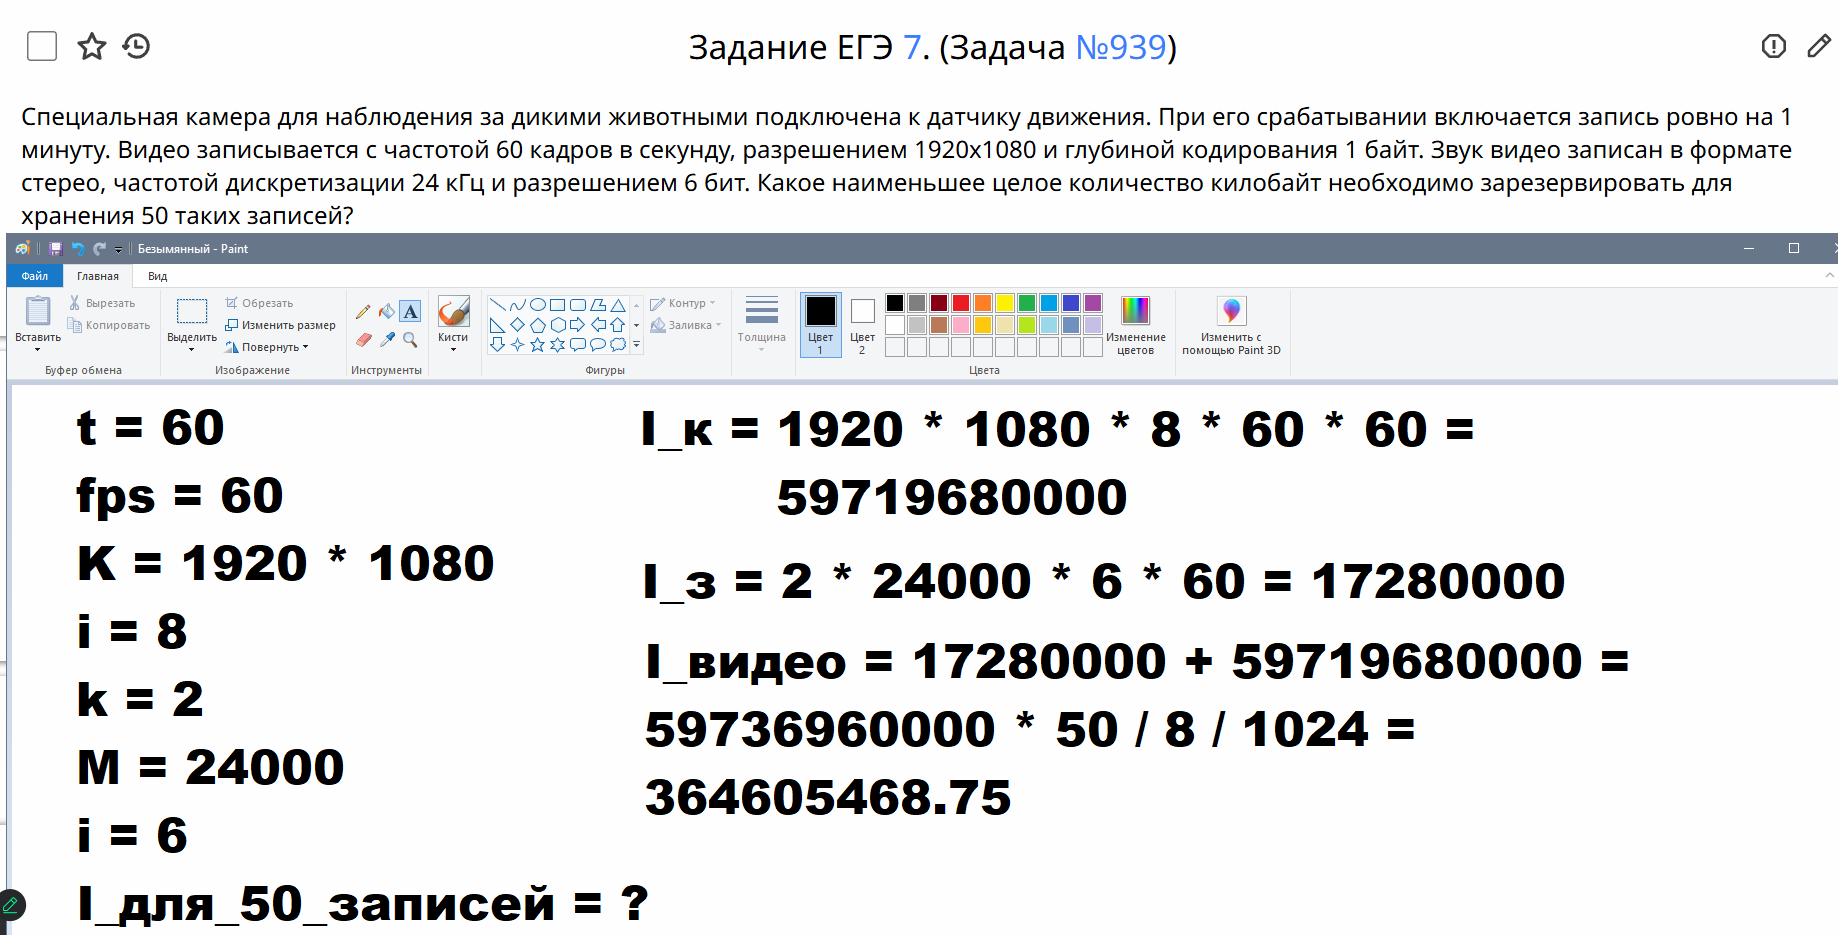 Задание ЕГЭ 7. (Задача №939)
Специальная камера для наблюдения за дикими животными подключена к датчику движения. При его срабатывании включается запись ровно на 1
минуту. Видео записывается с частотой 60 кадров в секунду, разрешением 1920x1080 и глубиной кодирования 1 байт. Звук видео записан в формате
стерео, частотой дискретизации 24 кГц и разрешением 6 бит. Какое наименьшее целое количество килобайт необходимо зарезервировать для
хранения 50 таких записей?
Безымянный - Paint
Файл Главная Вид
Вставить
Вырезать
Копировать
Буфер обмена
Выделить
Обрезать
Изменить размер
Повернуть
Изображение
A
Инструменты
Кисти
Контур
Заливка
Фигуры
Толщина
Цвет
1
Цвет
2
Изменение
цветов
Цвета
Изменить с
помощью Paint 3D
t = 60
fps = 60
K = 1920 * 1080
i = 8
k = 2
M = 24000
i = 6
I_для_50_записей = ?
I_к = 1920 * 1080 * 8 * 60 * 60 =
59719680000
I_з = 2 * 24000 * 6 * 60 = 17280000
I_видео = 17280000 + 59719680000 =
59736960000 * 50 / 8 / 1024 =
364605468.75